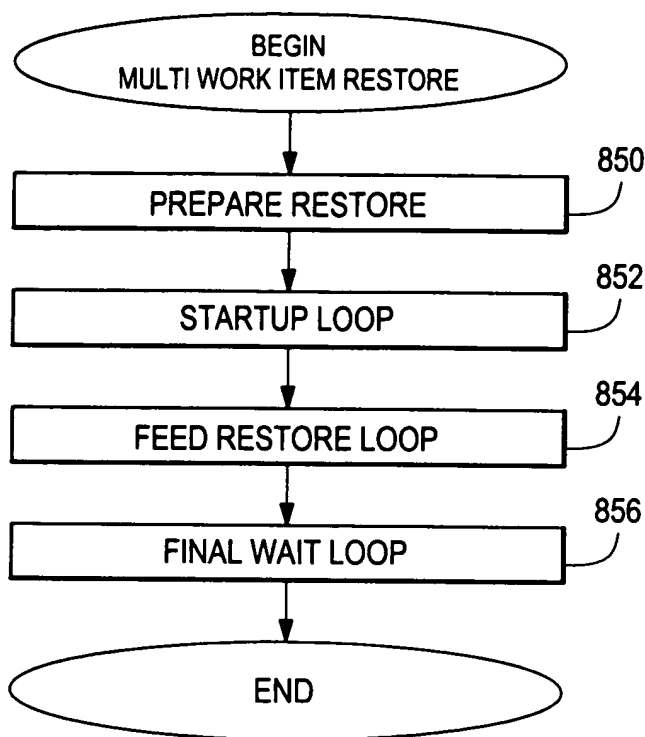 BEGIN
MULTI WORK ITEM RESTORE
850
PREPARE RESTORE
852
STARTUP LOOP
854
FEED RESTORE LOOP
856
FINAL WAIT LOOP
END